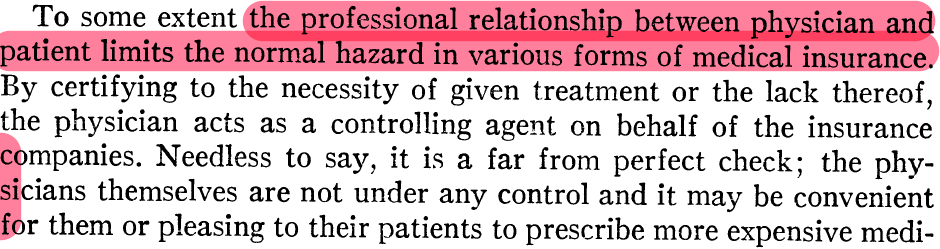 To some extent the professional relationship between physician and
patient limits the normal hazard in various forms of medical insurance.
By certifying to the necessity of given treatment or the lack thereof,
the physician acts as a controlling agent on behalf of the insurance
companies. Needless to say, it is a far from perfect check; the phy-
sicians themselves are not under any control and it may be convenient
for them or pleasing to their patients to prescribe more expensive medi-